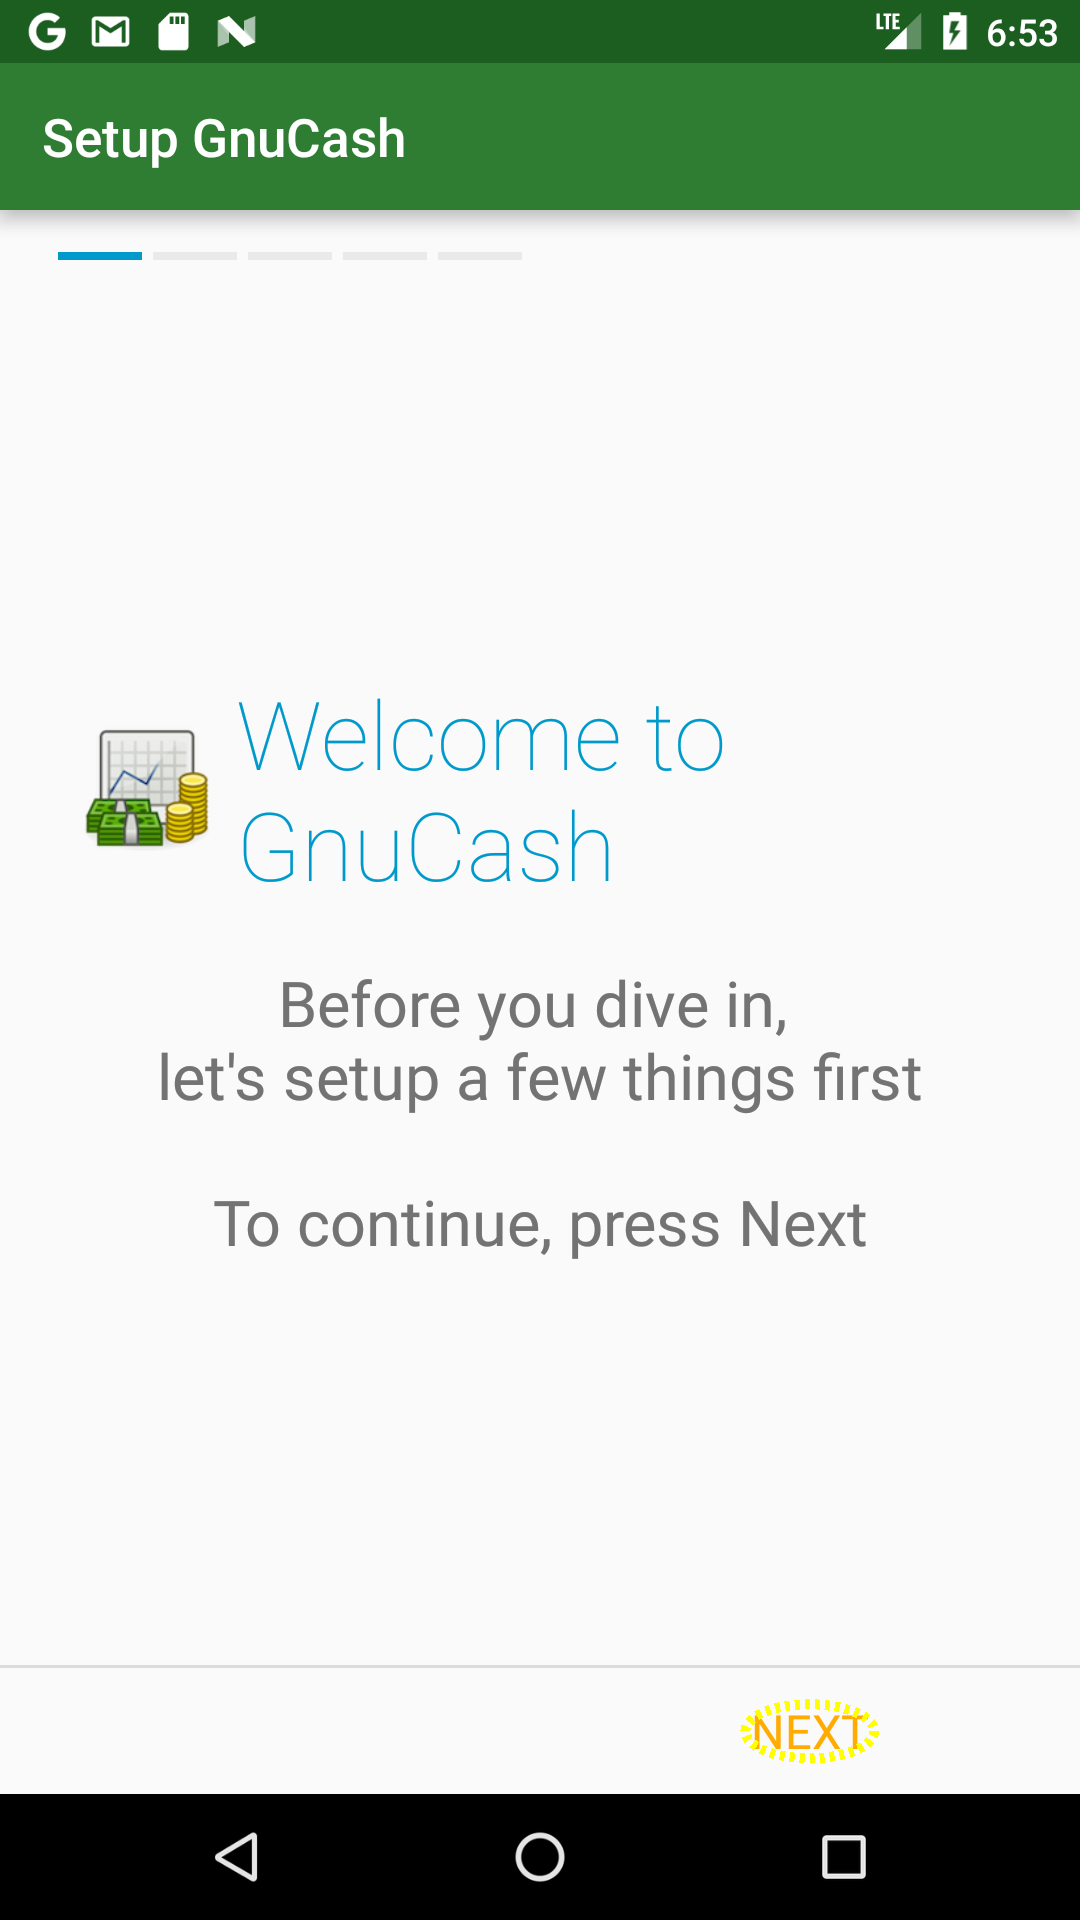 LTE 6:53
Setup GnuCash
Welcome to
GnuCash
Before you dive in,
let's setup a few things first
To continue, press Next
NEXT